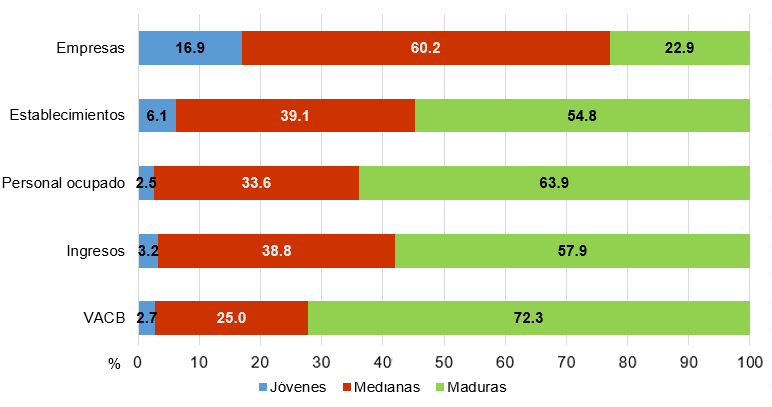 Empresas 16.9 60.2 22.9
Establecimientos 6.1 39.1 54.8
Personal ocupado 2.5 33.6 63.9
Ingresos 3.2 38.8 57.9
VACB 2.7 25.0 72.3
% 0 10 20 30 40 50 60 70 80 90 100
Jóvenes Medianas Maduras